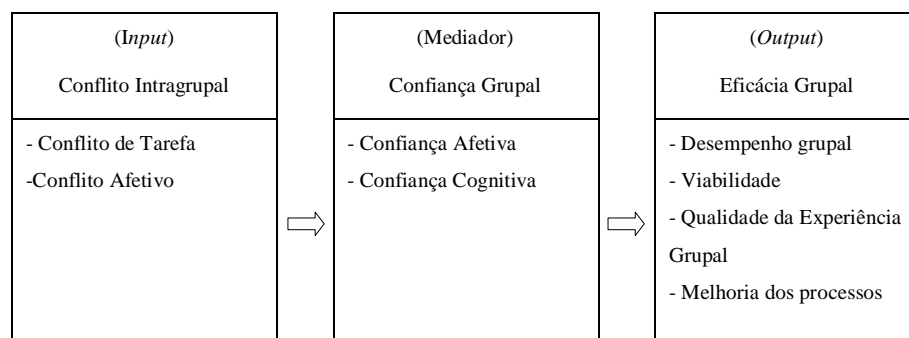 (Input)
Conflito Intragrupal
- Conflito de Tarefa
-Conflito Afetivo
(Mediador)
Confiança Grupal
- Confiança Afetiva
- Confiança Cognitiva
(Output)
Eficácia Grupal
- Desempenho grupal
- Viabilidade
- Qualidade da Experiência
Grupal
- Melhoria dos processos